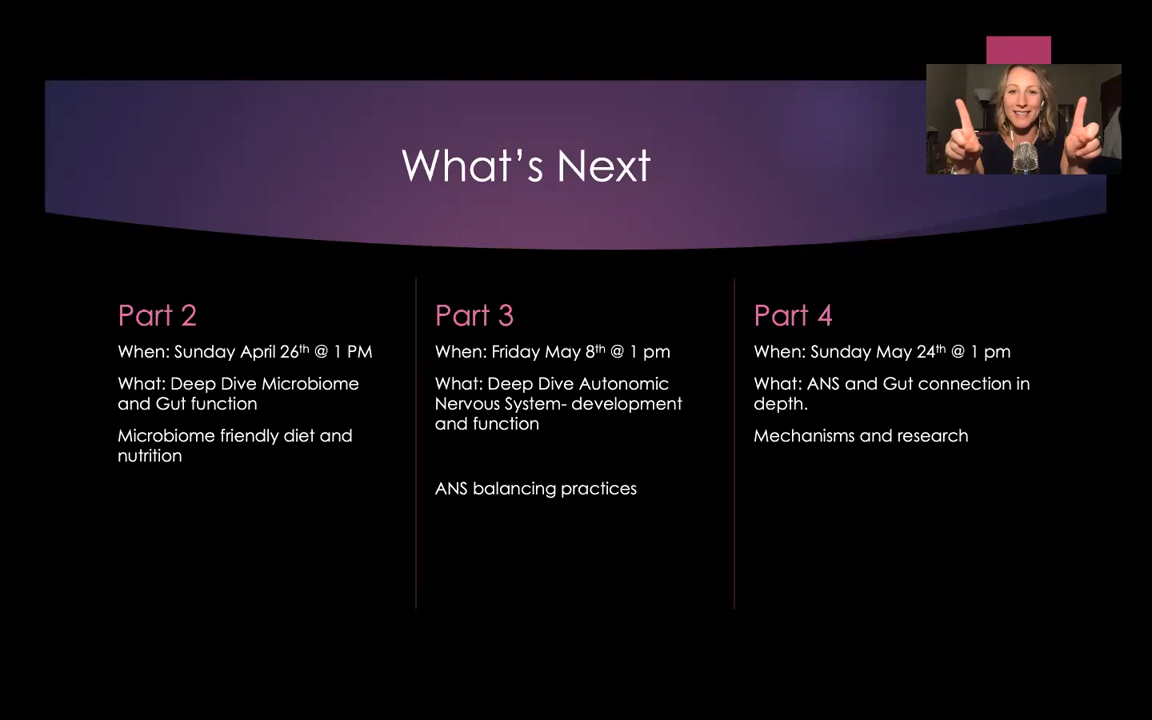 What's Next
Part 2
When: Sunday April 26th @ 1 PM
What: Deep Dive Microbiome
and Gut function
Microbiome friendly diet and
nutrition
Part 3
When: Friday May 8th @ 1 pm
What: Deep Dive Autonomic
Nervous System- development
and function
ANS balancing practices
Part 4
When: Sunday May 24th @ 1 pm
What: ANS and Gut connection in
depth.
Mechanisms and research